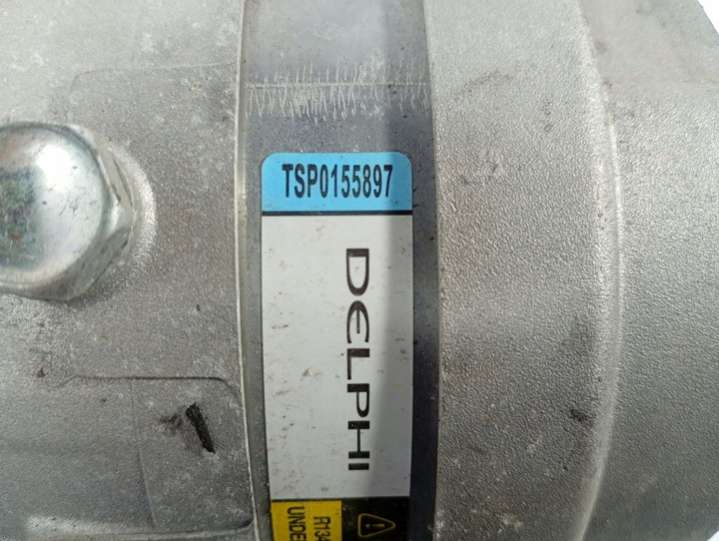 TSP0155897
DELPHI
R134
UNDE